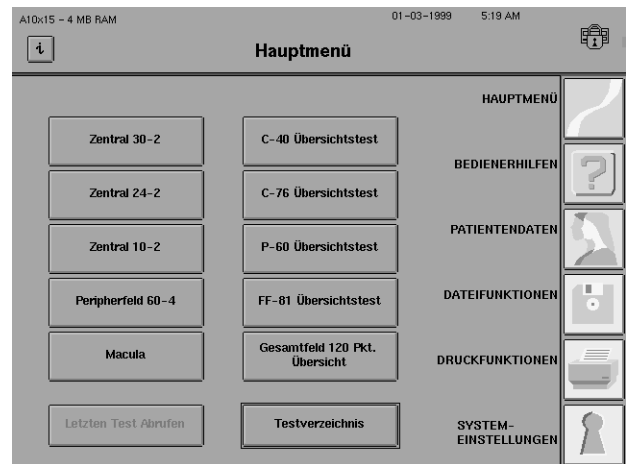 A10x15 - 4 MB RAM
01-03-1999 5:19 AM
i
Hauptmenü
HAUPTMENÜ
Zentral 30-2
C-40 Übersichtstest
BEDIENERHILFEN
Zentral 24-2
C-76 Übersichtstest
PATIENTENDATEN
Zentral 10-2
P-60 Übersichtstest
DATEIFUNKTIONEN
Peripherfeld 60-4
FF-81 Übersichtstest
Macula
Gesamtfeld 120 Pkt.
Übersicht
DRUCKFUNKTIONEN
Letzten Test Abrufen
Testverzeichnis
SYSTEM-
EINSTELLUNGEN